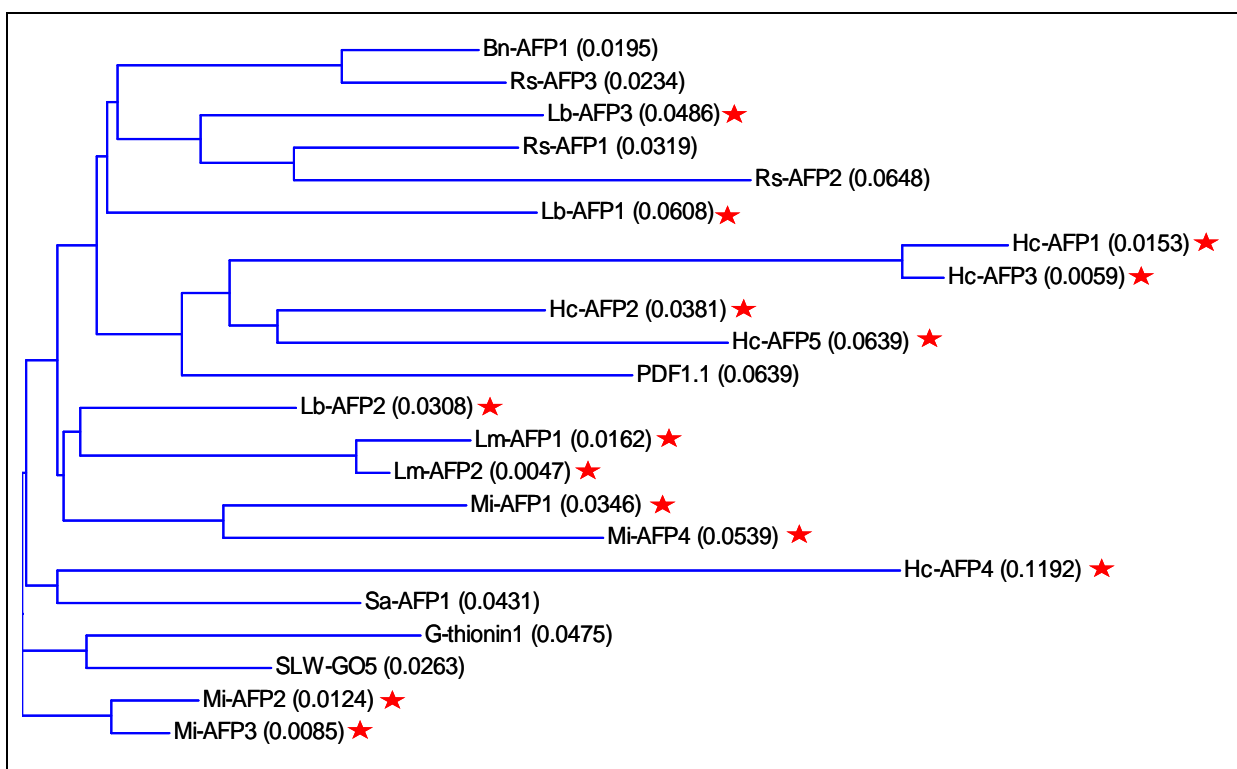 Bn-AFP1 (0.0195)
Rs-AFP3 (0.0234)
Lb-AFP3 (0.0486)
Rs-AFP1 (0.0319)
Rs-AFP2 (0.0648)
Lb-AFP1 (0.0608)
Hc-AFP1 (0.0153)
Hc-AFP3 (0.0059)
Hc-AFP2 (0.0381)
Hc-AFP5 (0.0639)
PDF1.1 (0.0639)
Lb-AFP2 (0.0308)
Lm-AFP1 (0.0162)
Lm-AFP2 (0.0047)
Mi-AFP1 (0.0346)
Mi-AFP4 (0.0539)
Hc-AFP4 (0.1192)
Sa-AFP1 (0.0431)
G-thionin1 (0.0475)
SLW-GO5 (0.0263)
Mi-AFP2 (0.0124)
Mi-AFP3 (0.0085)